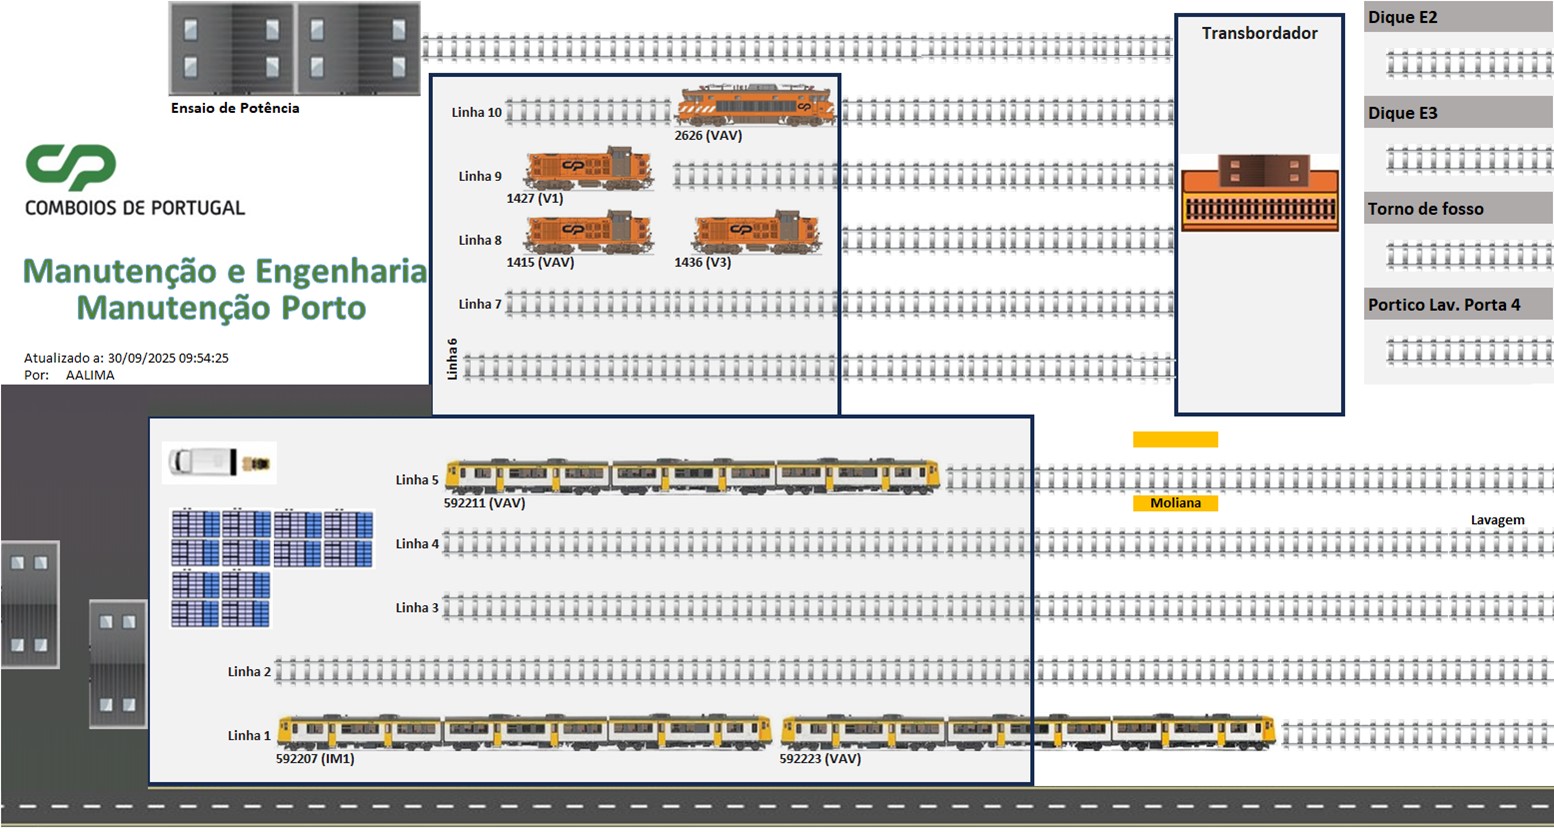 Ensaio de Potência
CP
COMBOIOS DE PORTUGAL
Manutenção e Engenharia
Manutenção Porto
Atualizado a: 30/09/2025 09:54:25
Por: AALIMA
Linha 10
2626 (VAV)
Linha 9
1427 (V1)
Linha 8
1415 (VAV)
1436 (V3)
Linha 7
Linha6
Transbordador
Dique E2
Dique E3
Torno de fosso
Portico Lav. Porta 4
Linha 5
592211 (VAV)
Moliana
Lavagem
Linha 4
Linha 3
Linha 2
Linha 1
592207 (IM1)
592223 (VAV)